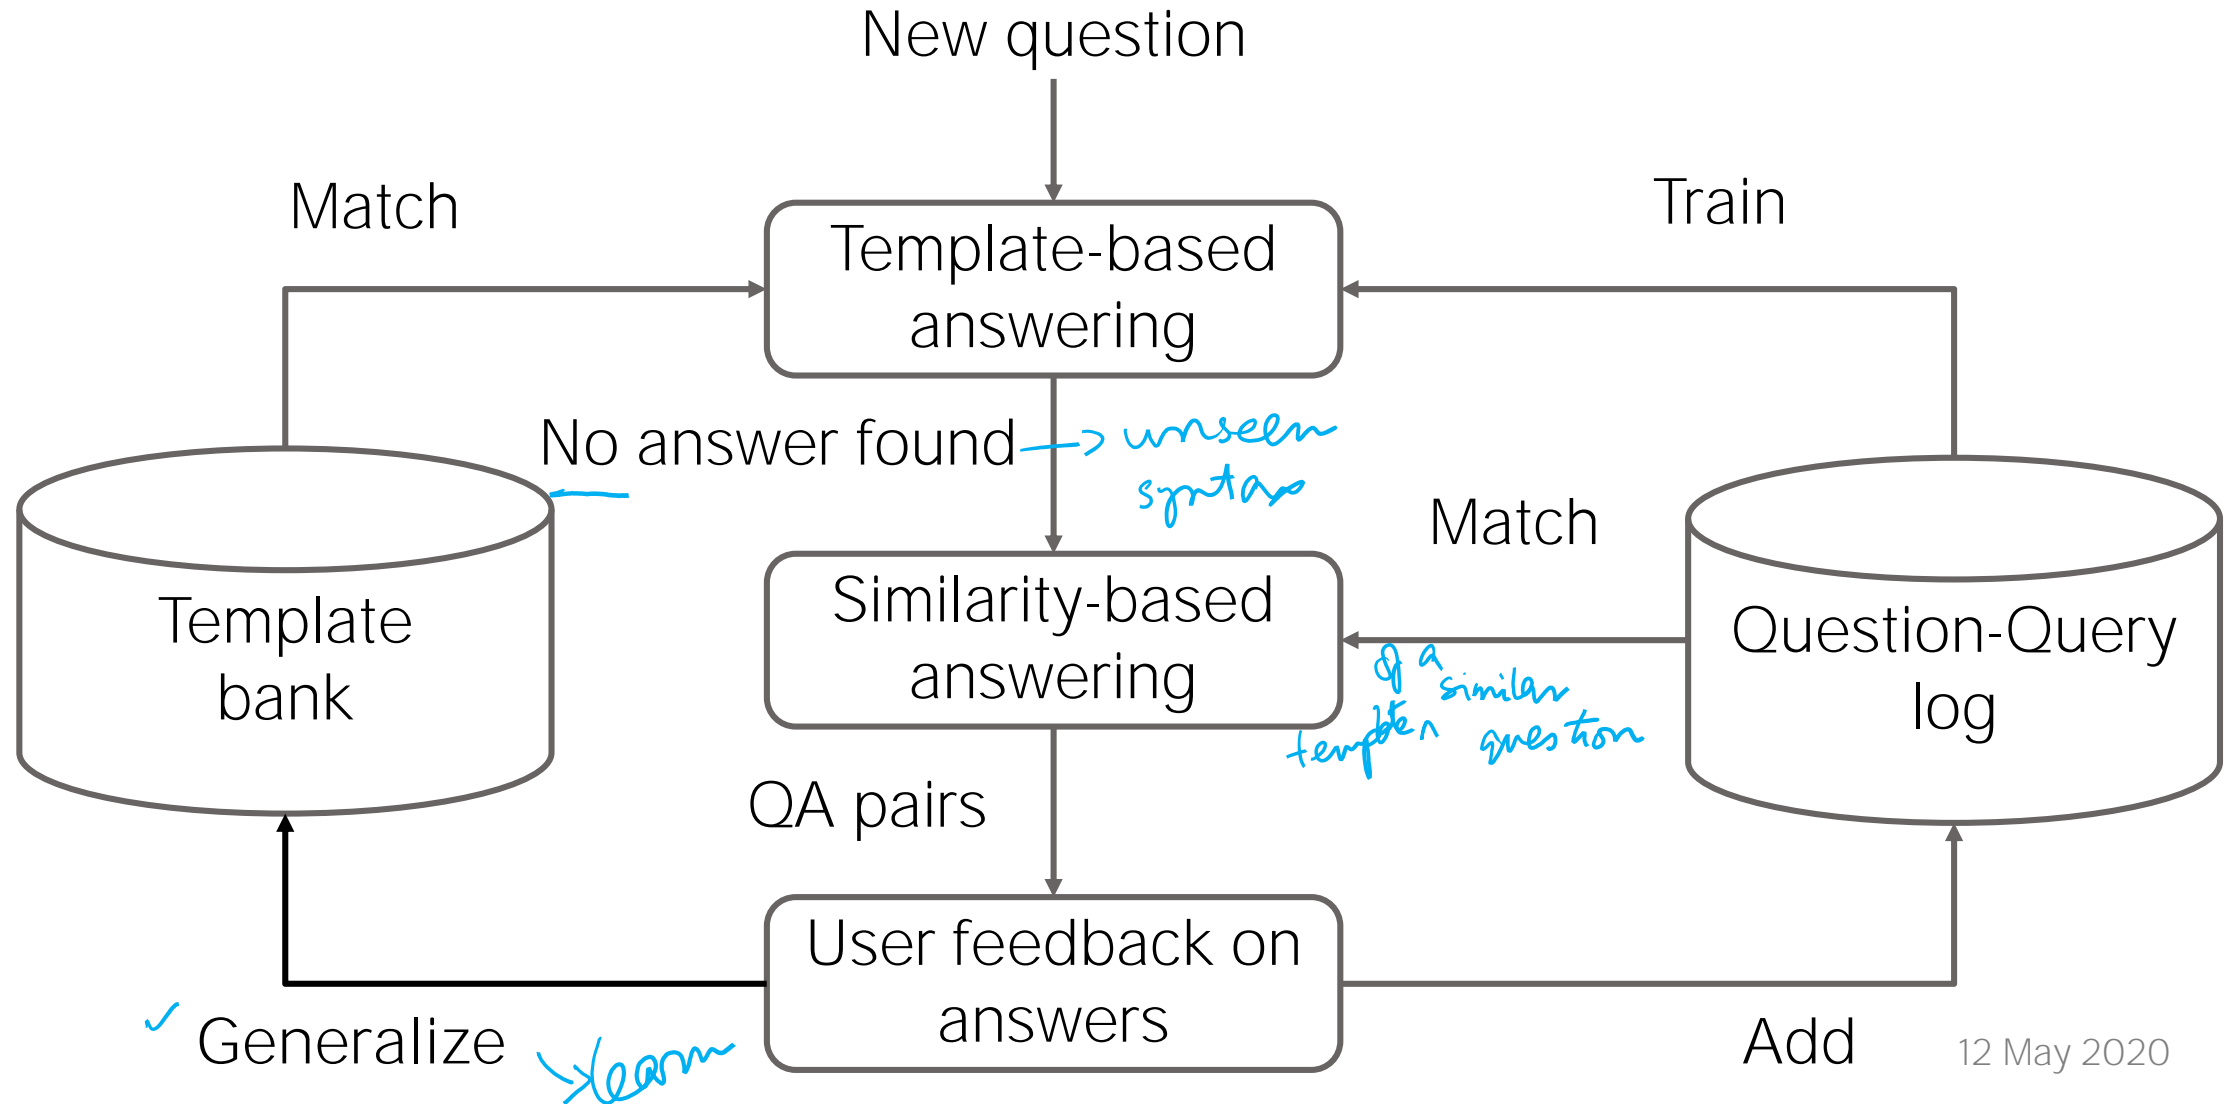 New question
Match
Train
Template-based
answering
No answer found
unseen
syntax
Match
Template
bank
Similarity-based
answering
Question-Query
log
of a
similar
question
QA pairs
User feedback on
answers
Generalize
learn
Add
12 May 2020